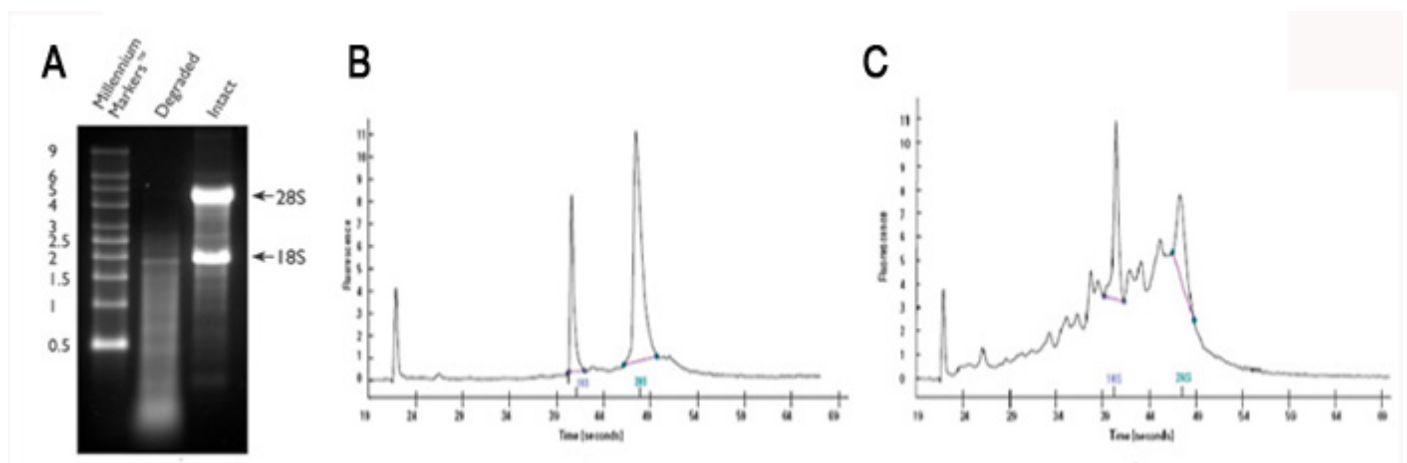 A
Millennium
Markers™
Degraded
Intact
9
6
5
4
3
2.5
2
1.5
1
0.5
←28S
←18S
B
Fluorescence
11
10
9
8
7
6
5
4
3
2
1
0
18S
28S
19 24 29 34 39 44 49 54 59 64 69
Time [seconds]
C
Fluorescence
11
10
9
8
7
6
5
4
3
2
1
0
18S
28S
19 24 29 34 39 44 49 54 59 64 69
Time [seconds]